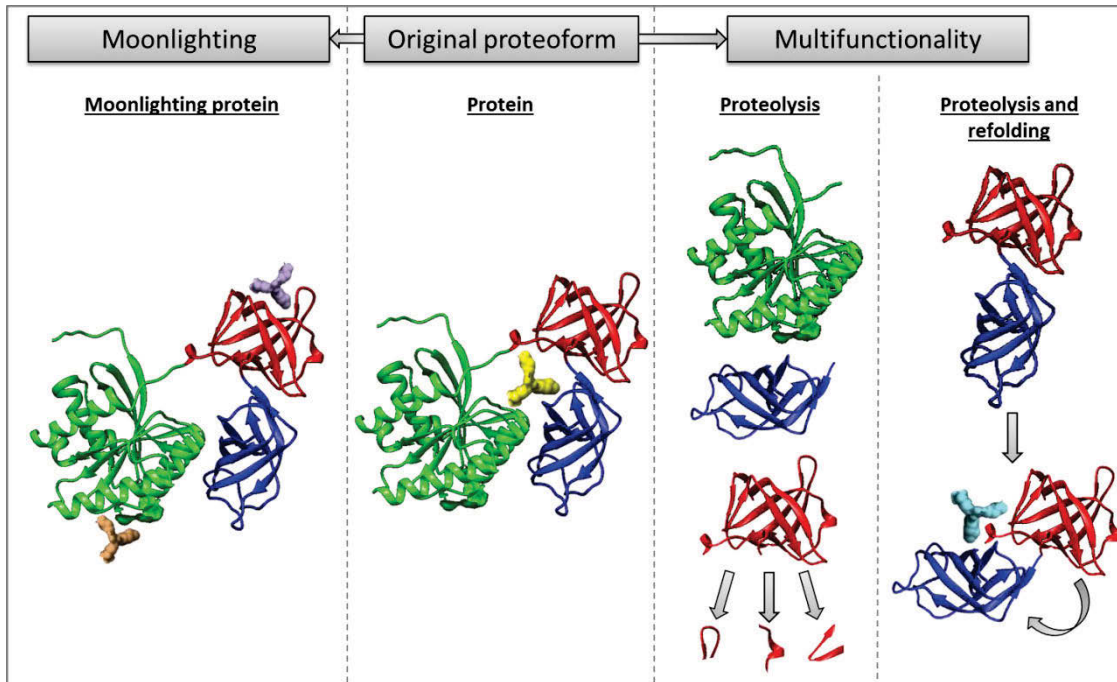 Moonlighting
Original proteoform
Multifunctionality
Moonlighting protein
Protein
Proteolysis
Proteolysis and
refolding